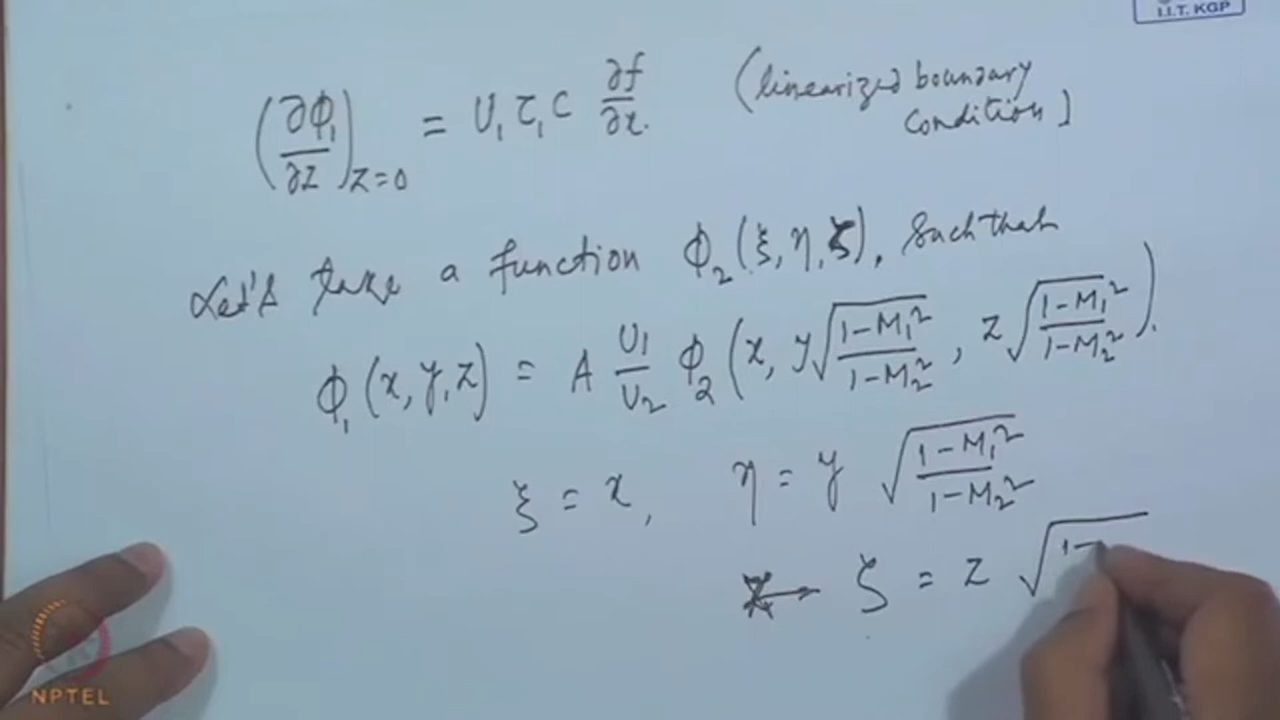 I.I.T. KGP
(∂ϕ₁/∂z)_{z=0} = U₁ τ₁ c ∂f/∂x. (linearized boundary
condition)
Let's take a function ϕ₂(ξ, η, ζ), such that
ϕ₁(x, y, z) = A U₁/U₂ ϕ₂(x, y√((1-M₁²)/(1-M₂²)), z√((1-M₁²)/(1-M₂²))).
ξ = x, η = y √((1-M₁²)/(1-M₂²))
ζ = z √(1-
NPTEL